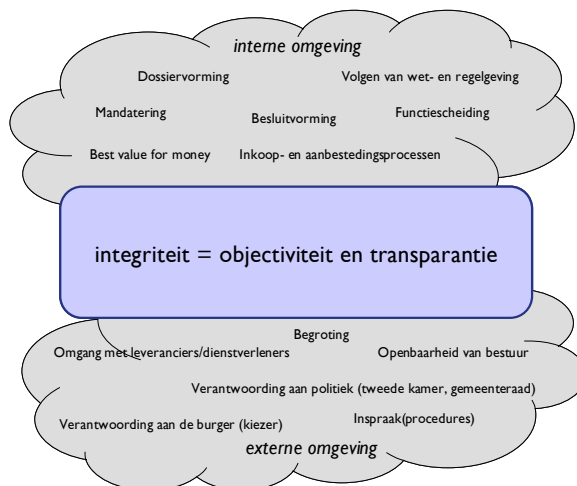 interne omgeving
Dossiervorming Volgen van wet- en regelgeving
Mandatering Besluitvorming Functiescheiding
Best value for money Inkoop- en aanbestedingsprocessen
integriteit = objectiviteit en transparantie
Begroting
Omgang met leveranciers/dienstverleners Openbaarheid van bestuur
Verantwoording aan politiek (tweede kamer, gemeenteraad)
Verantwoording aan de burger (kiezer) Inspraak(procedures)
externe omgeving